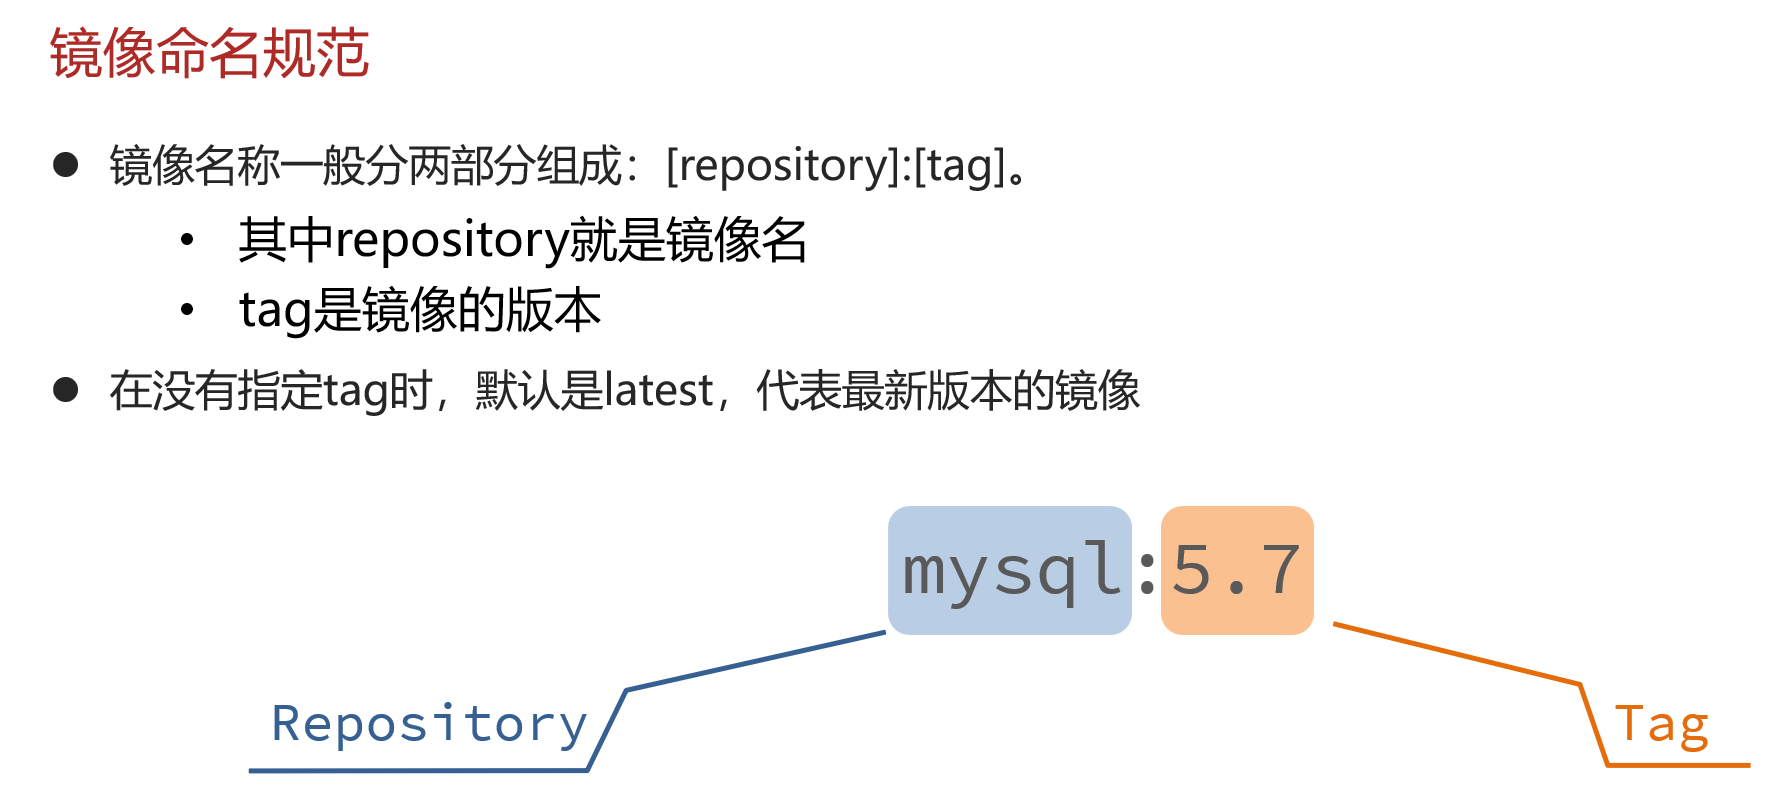 镜像命名规范
● 镜像名称一般分两部分组成：[repository]:[tag]。
• 其中repository就是镜像名
• tag是镜像的版本
● 在没有指定tag时，默认是latest，代表最新版本的镜像
mysql:5.7
Repository
Tag